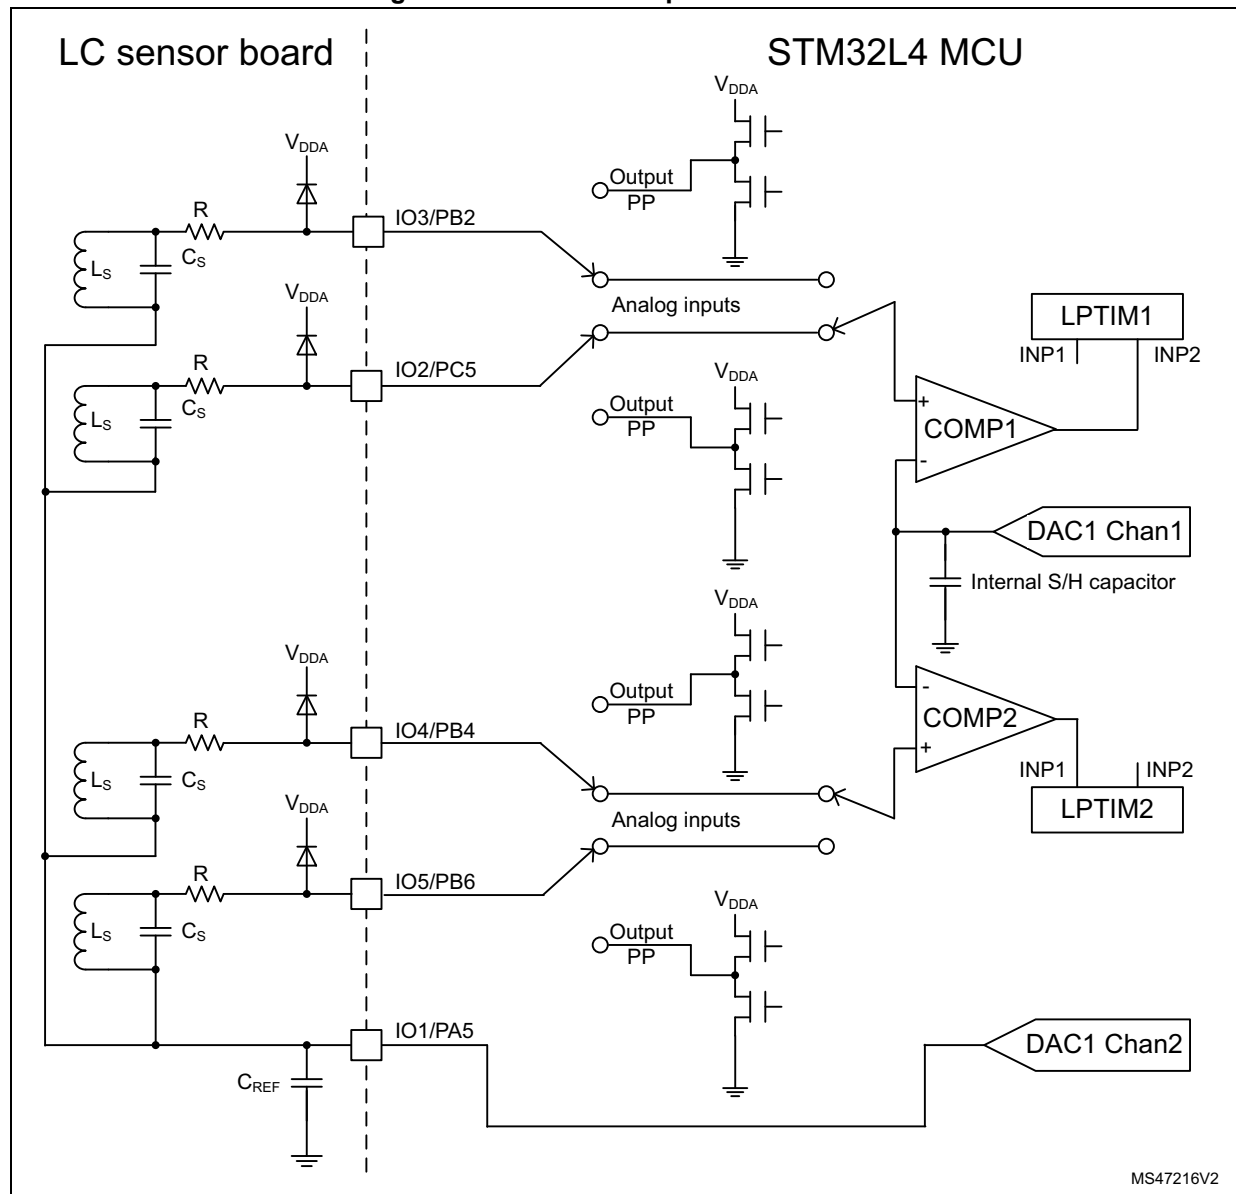 LC sensor board
STM32L4 MCU
VDDA
VDDA
Output
PP
R
IO3/PB2
LS
CS
VDDA
Analog inputs
LPTIM1
INP1
INP2
R
IO2/PC5
VDDA
LS
CS
Output
PP
+
COMP1
-
DAC1 Chan1
Internal S/H capacitor
VDDA
VDDA
Output
PP
-
COMP2
+
R
IO4/PB4
LS
CS
INP1
INP2
VDDA
Analog inputs
LPTIM2
R
IO5/PB6
VDDA
LS
CS
Output
PP
IO1/PA5
DAC1 Chan2
CREF
MS47216V2